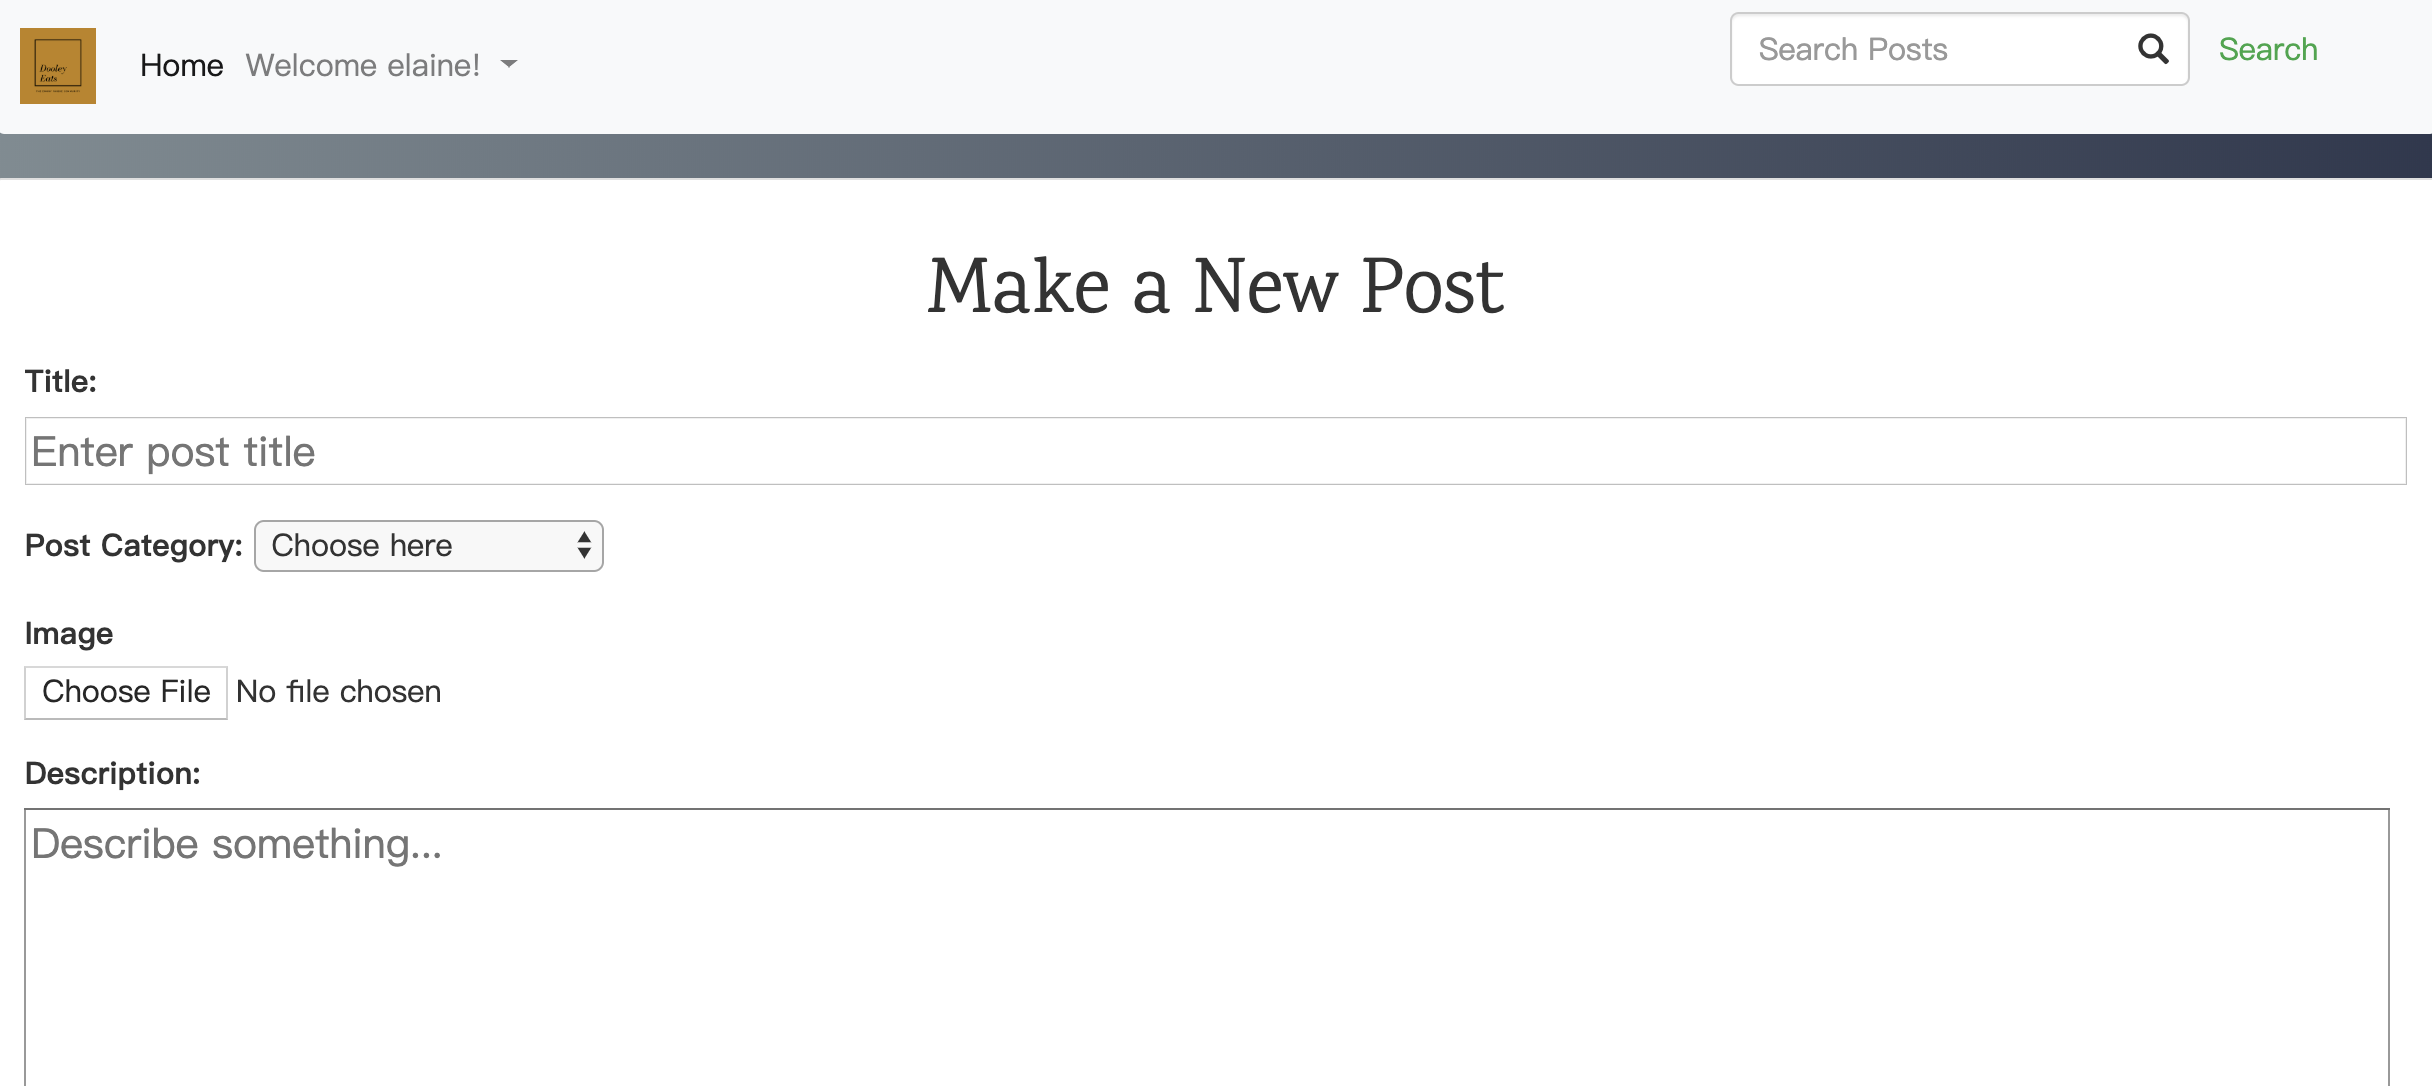 Dooley
Eats
Home Welcome elaine!
Search Posts
Search
Make a New Post
Title:
Enter post title
Post Category: Choose here
Image
Choose File No file chosen
Description:
Describe something...